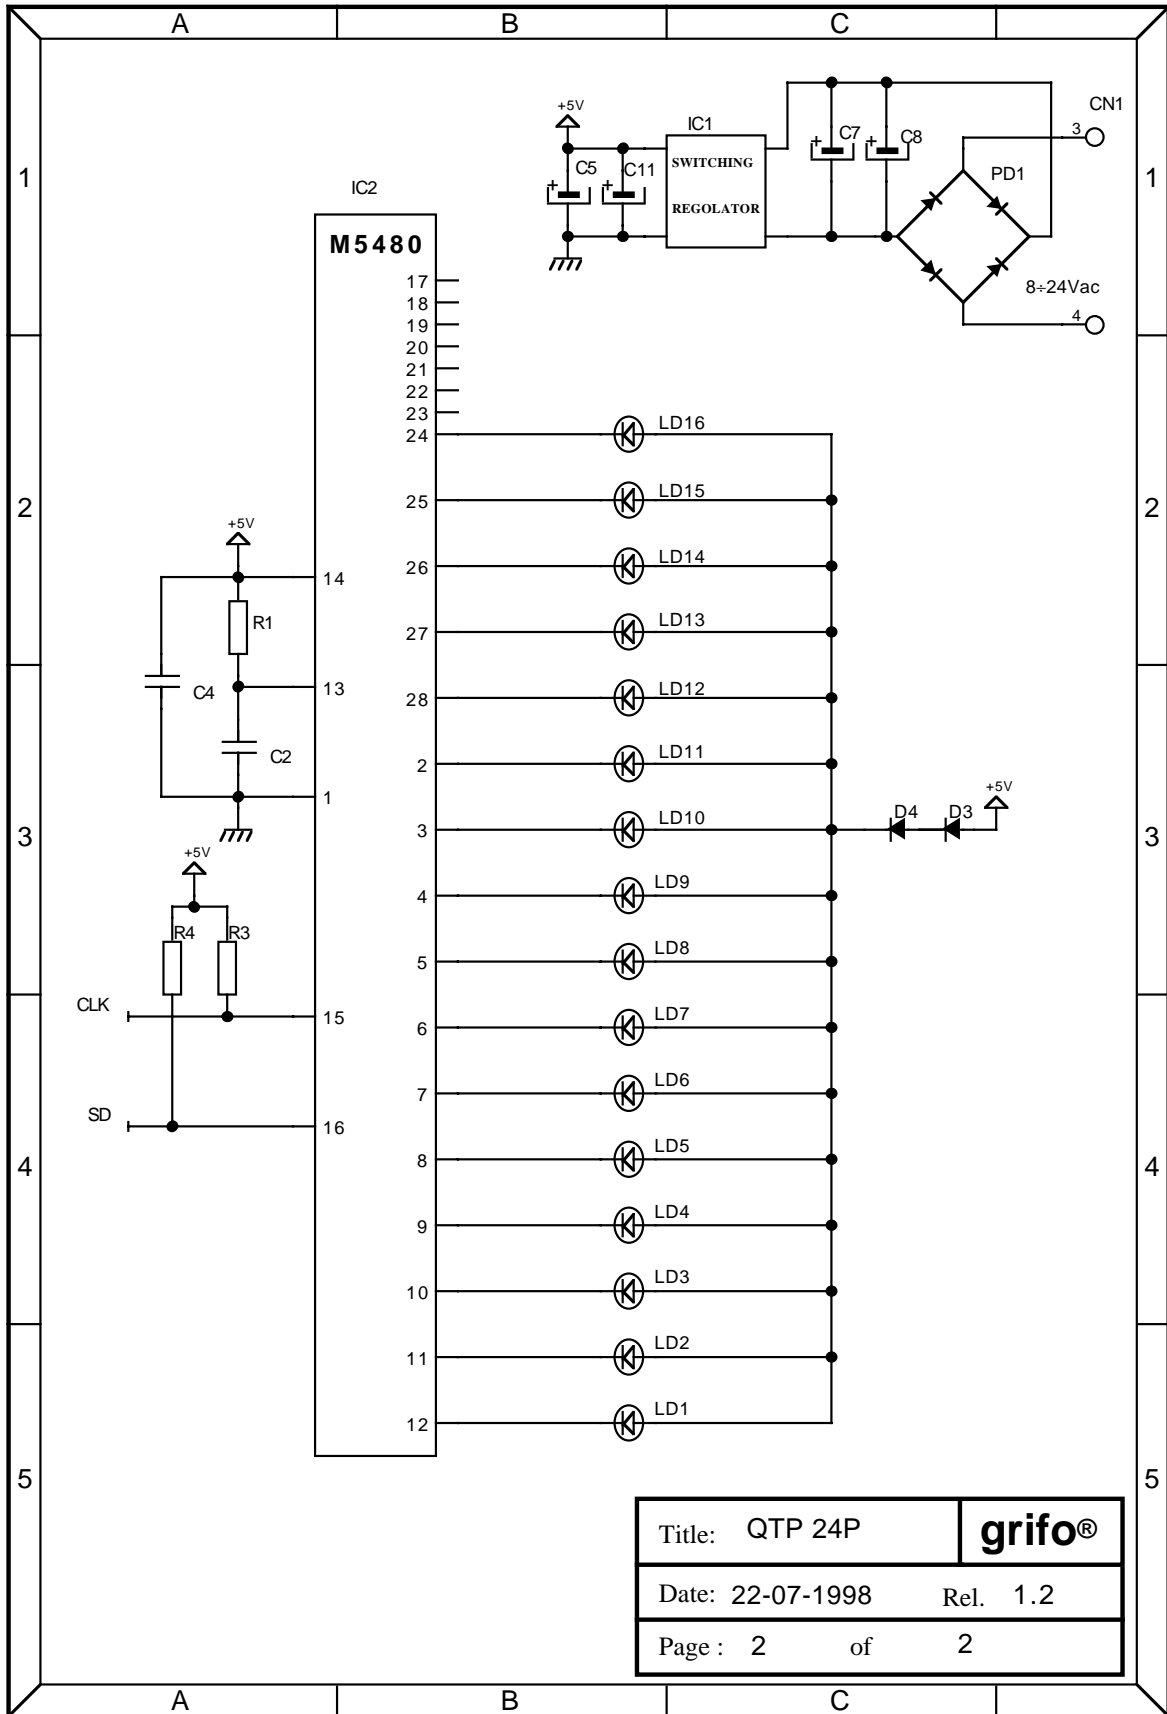 A B C
+5V
CN1
IC1
3
C7 C8
SWITCHING
REGOLATOR
C5 C11
PD1
1 1
IC2
M5480
8÷24Vac
4
17
18
19
20
21
22
23
24 LD16
25 LD15
2 2
+5V
26 LD14
14
R1
27 LD13
13
C4
28 LD12
C2
2 LD11
1
+5V
3 LD10
D4 D3
3 3
+5V
4 LD9
R4 R3
5 LD8
CLK
15
6 LD7
7 LD6
SD
16
8 LD5
4 4
9 LD4
10 LD3
11 LD2
12 LD1
5 5
Title: QTP 24P grifo®
Date: 22-07-1998 Rel. 1.2
Page : 2 of 2
A B C